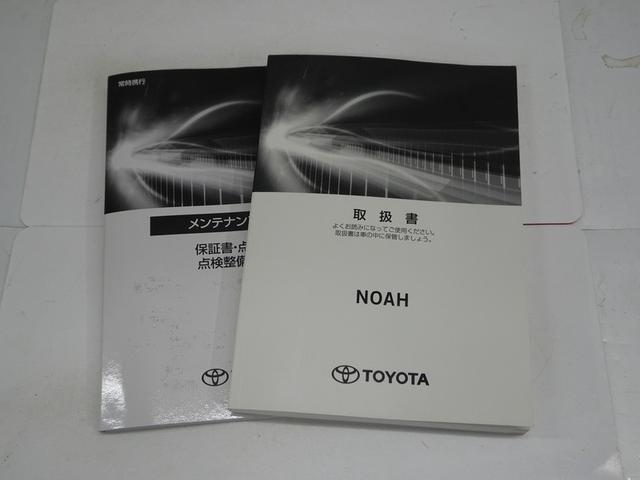 常時携行
メンテナン
保証書・点
点検整備
取扱書
よくお読みになってご使用ください。
取扱書は車の中に保管しましょう。
NOAH
TOYOTA